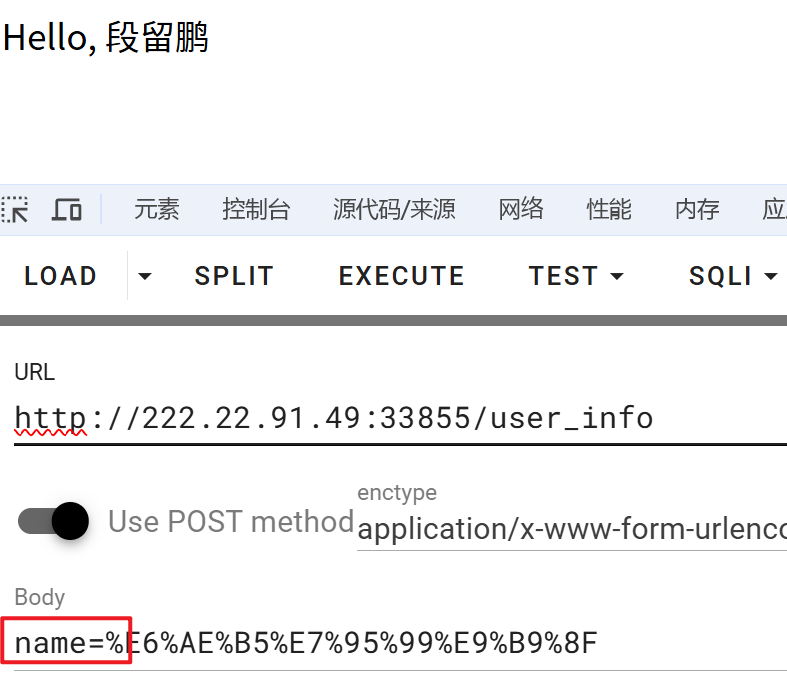 Hello, 段留鹏
元素 控制台 源代码/来源 网络 性能 内存 应
LOAD SPLIT EXECUTE TEST SQLI
URL
http://222.22.91.49:33855/user_info
enctype
Use POST method application/x-www-form-urlenco
Body
name=%E6%AE%B5%E7%95%99%E9%B9%8F